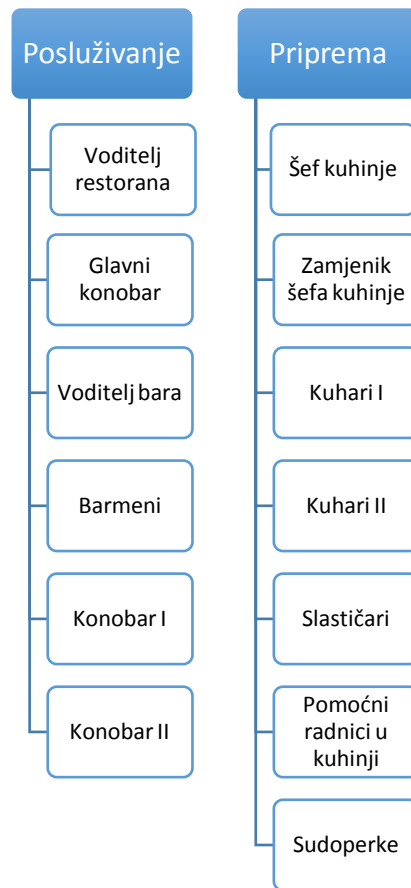 Posluživanje
Voditelj
restorana
Glavni
konobar
Voditelj bara
Barmeni
Konobar I
Konobar II
Priprema
Šef kuhinje
Zamjenik
šefa kuhinje
Kuhari I
Kuhari II
Slastičari
Pomoćni
radnici u
kuhinji
Sudoperke